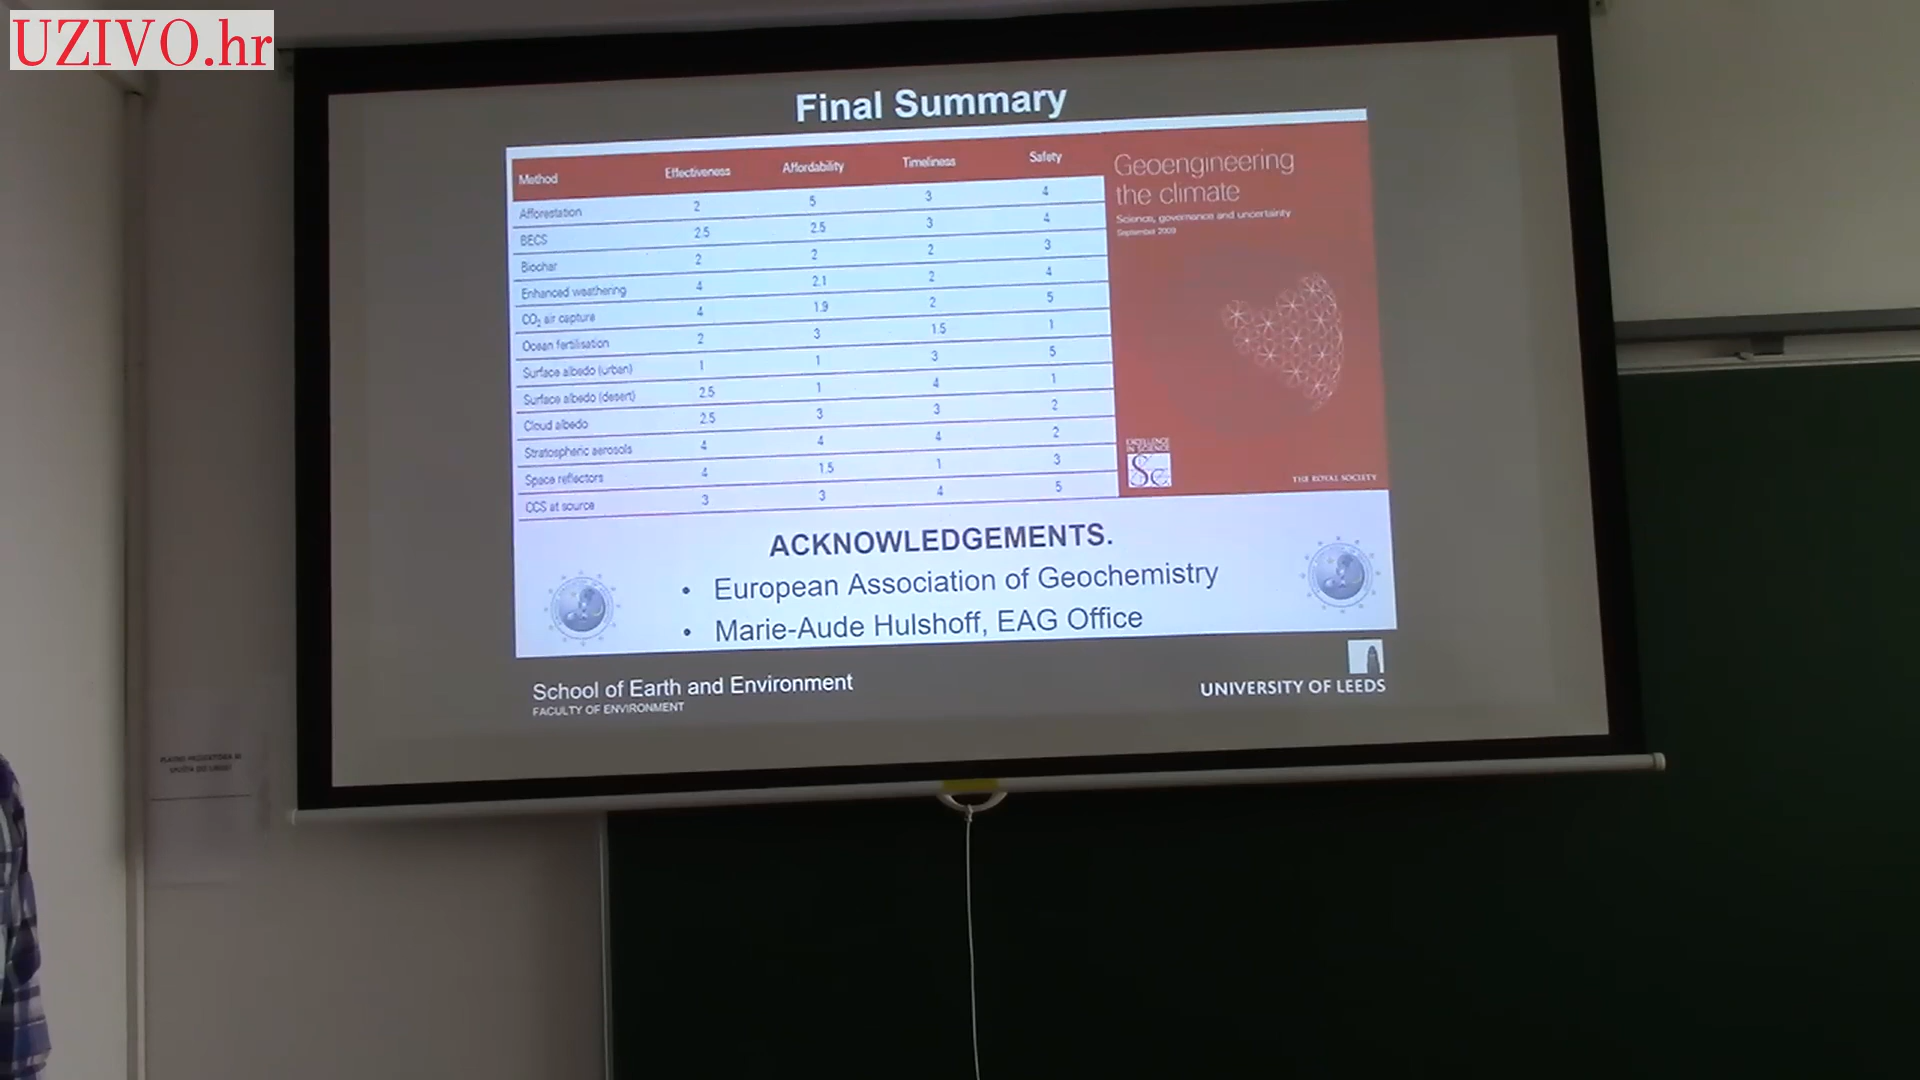 UZIVO.hr
Final Summary
Method Effectiveness Affordability Timeliness Safety
Afforestation 2 5 3 4
BECS 2.5 2.5 3 4
Biochar 2 2 2 3
Enhanced weathering 4 2.1 2 4
CO₂ air capture 4 1.9 2 5
Ocean fertilisation 2 3 1.5 1
Surface albedo (urban) 1 1 3 5
Surface albedo (desert) 2.5 1 4 1
Cloud albedo 2.5 3 3 2
Stratospheric aerosols 4 4 4 2
Space reflectors 4 1.5 1 3
CCS at source 3 3 4 5
Geoengineering
the climate
Science, governance and uncertainty
September 2009
EXCELLENCE
IN SCIENCE
THE ROYAL SOCIETY
ACKNOWLEDGEMENTS.
• European Association of Geochemistry
• Marie-Aude Hulshoff, EAG Office
School of Earth and Environment
FACULTY OF ENVIRONMENT
UNIVERSITY OF LEEDS